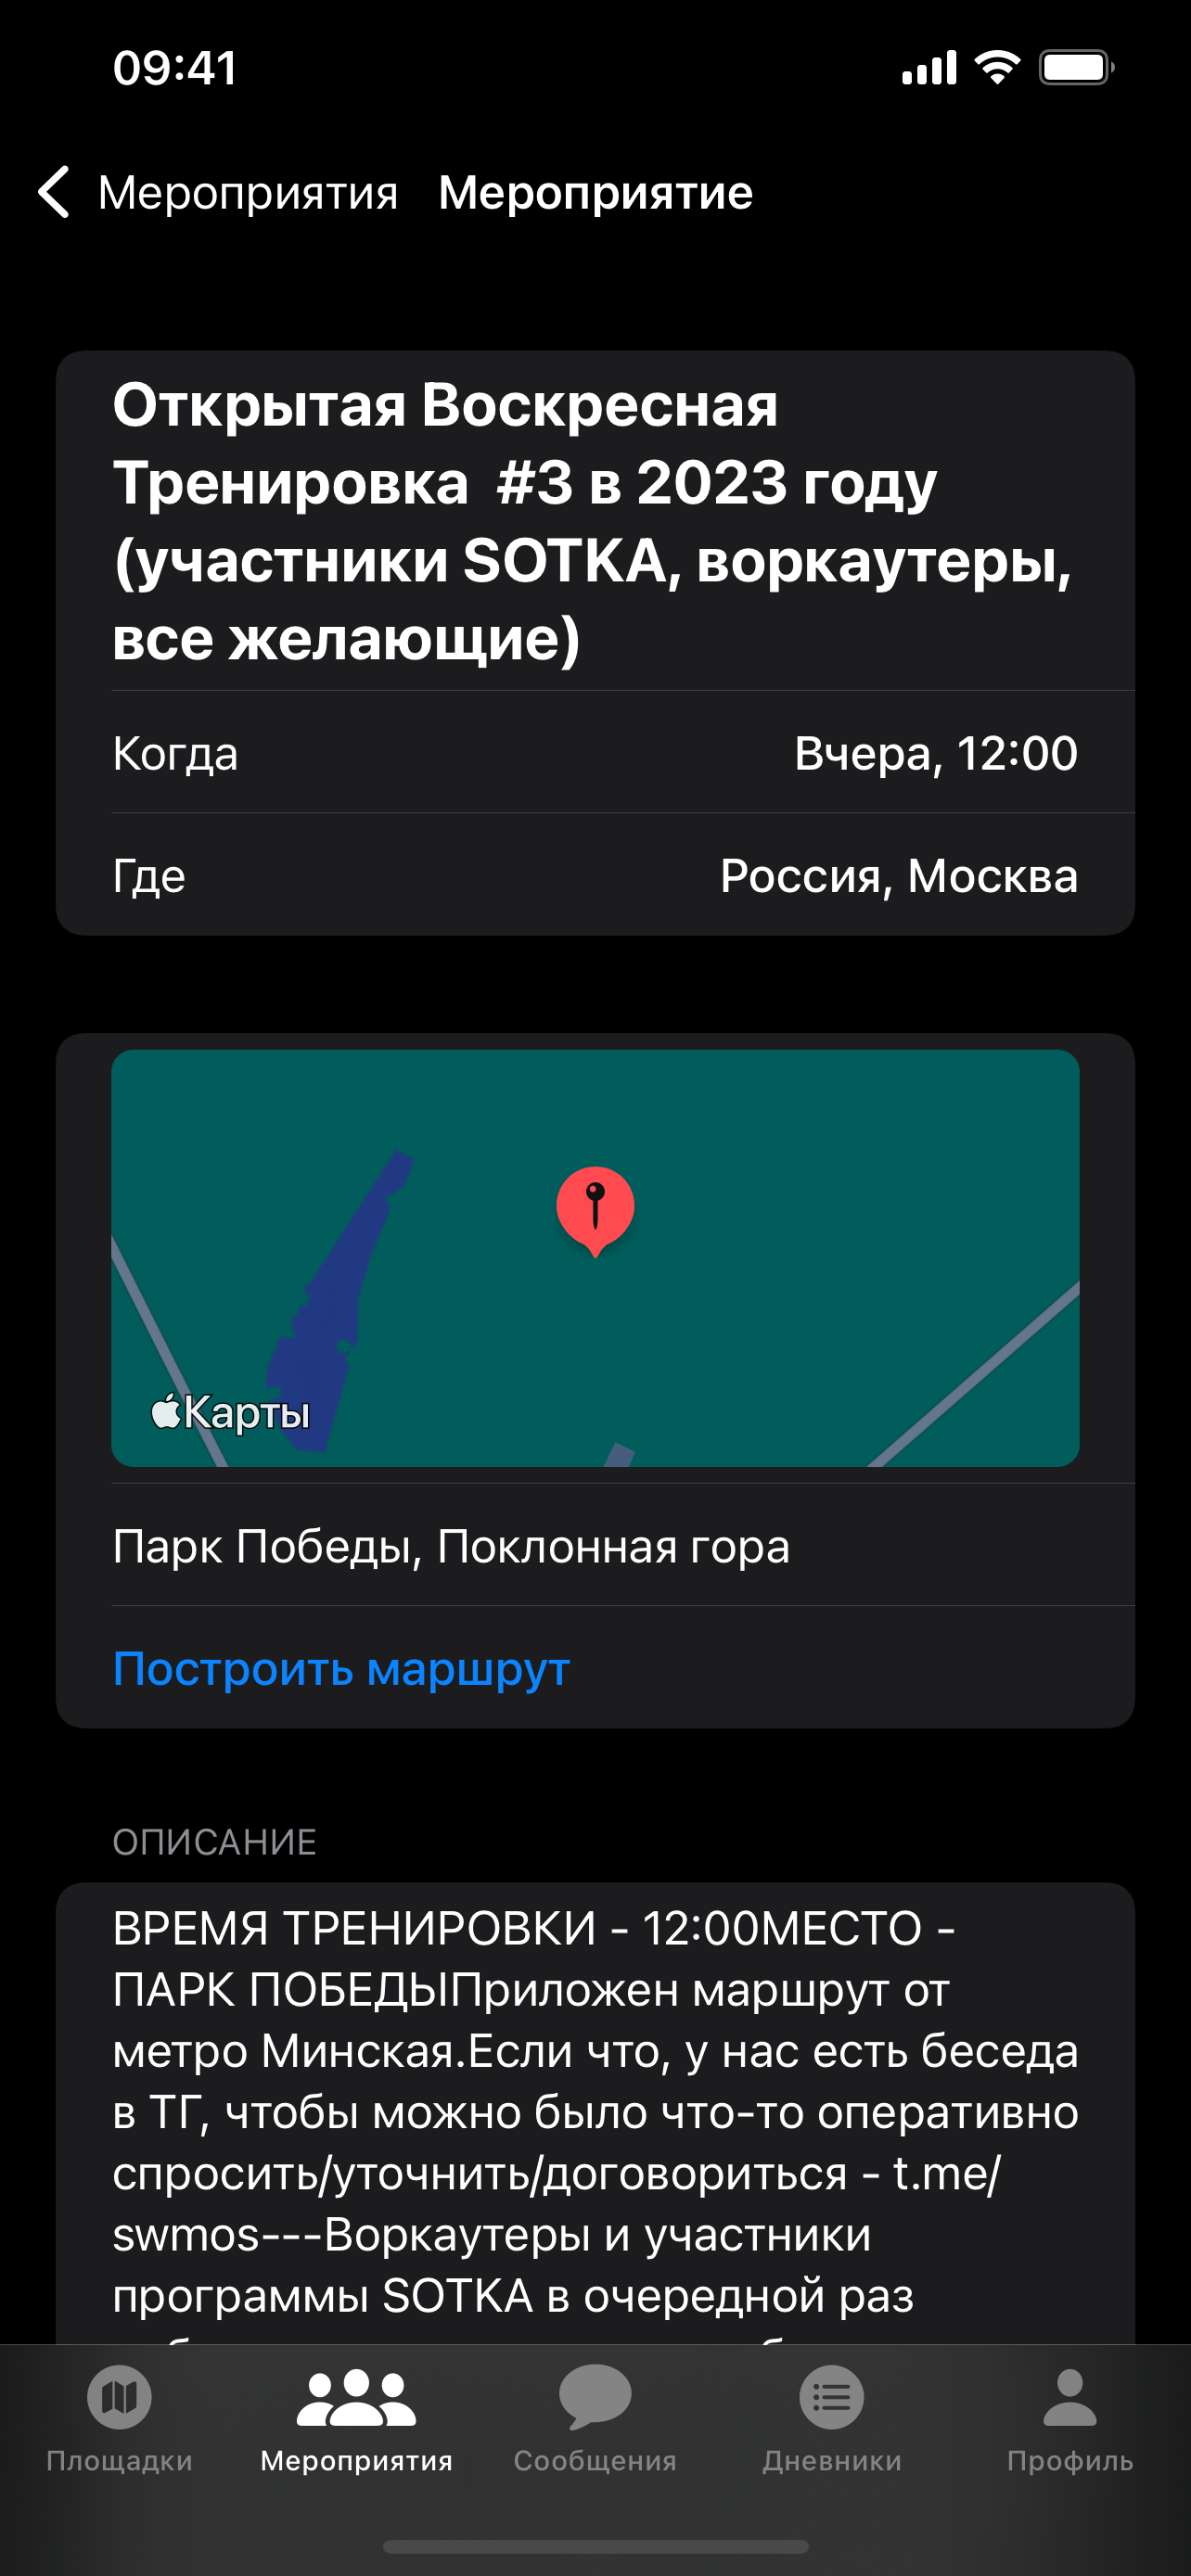 09:41
Мероприятия Мероприятие
Открытая Воскресная
Тренировка #3 в 2023 году
(участники SOTKA, воркаутеры,
все желающие)
Когда Вчера, 12:00
Где Россия, Москва
Карты
Парк Победы, Поклонная гора
Построить маршрут
ОПИСАНИЕ
ВРЕМЯ ТРЕНИРОВКИ - 12:00МЕСТО -
ПАРК ПОБЕДЫПриложен маршрут от
метро Минская.Если что, у нас есть беседа
в ТГ, чтобы можно было что-то оперативно
спросить/уточнить/договориться - t.me/
swmos---Воркаутеры и участники
программы SOTKA в очередной раз
Площадки Мероприятия Сообщения Дневники Профиль